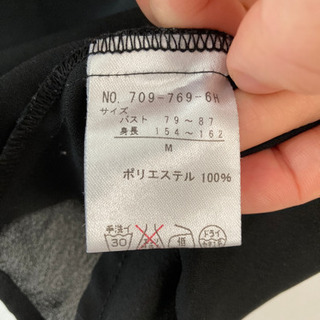 NO. 709-769-6H
サイズ
バスト 79～87
身長 154～162
M
ポリエステル 100%
手洗イ 30 低 ドライ